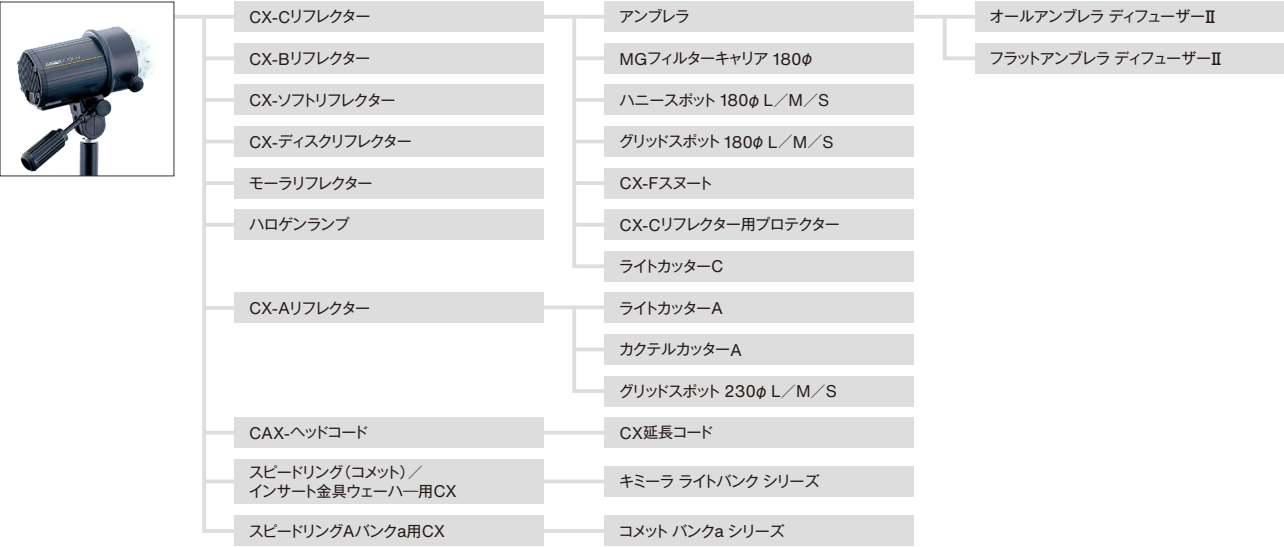 CX-Cリフレクター
アンブレラ
オールアンブレラ ディフューザーⅡ
CX-Bリフレクター
MGフィルターキャリア 180φ
フラットアンブレラ ディフューザーⅡ
CX-ソフトリフレクター
ハニースポット 180φ L／M／S
CX-ディスクリフレクター
グリッドスポット 180φ L／M／S
モーラリフレクター
CX-Fスヌート
ハロゲンランプ
CX-Cリフレクター用プロテクター
ライトカッターC
CX-Aリフレクター
ライトカッターA
カクテルカッターA
グリッドスポット 230φ L／M／S
CAX-ヘッドコード
CX延長コード
スピードリング（コメット）／
インサート金具ウェーハ―用CX
キミーラ ライトバンク シリーズ
スピードリングAバンクa用CX
コメット バンクa シリーズ